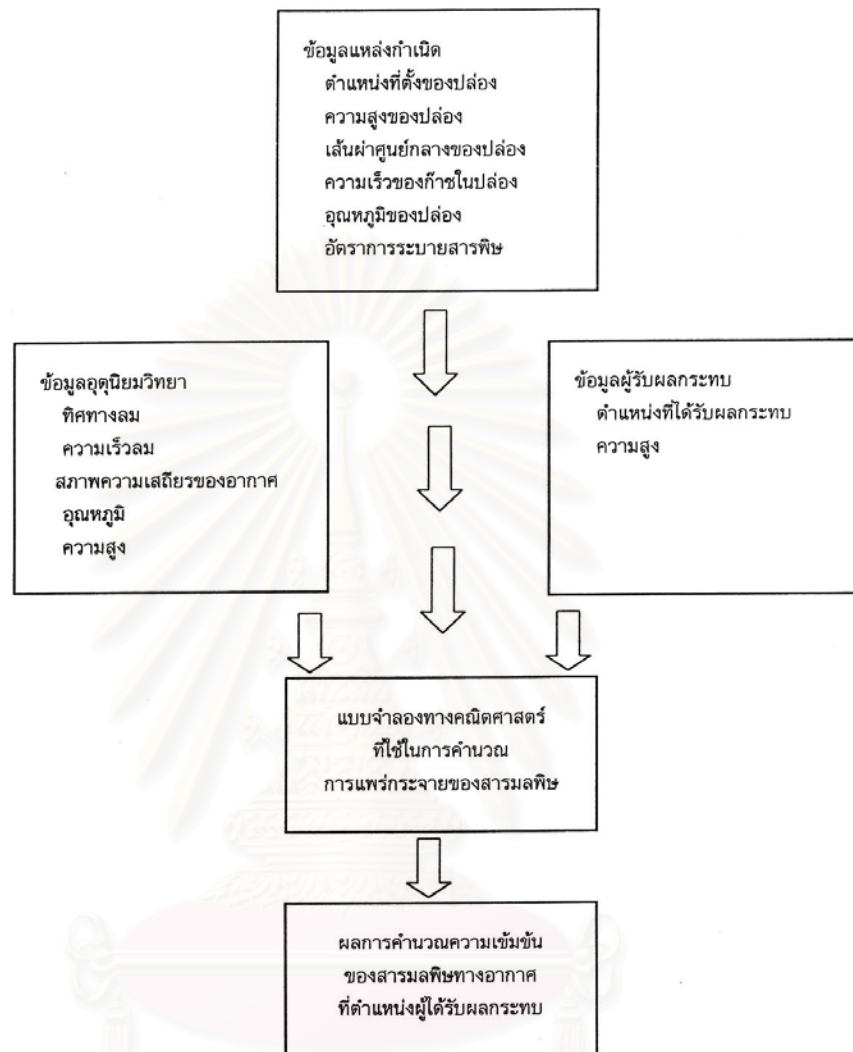 ข้อมูลแหล่งกำเนิด
ตำแหน่งที่ตั้งของปล่อง
ความสูงของปล่อง
เส้นผ่าศูนย์กลางของปล่อง
ความเร็วของก๊าซในปล่อง
อุณหภูมิของปล่อง
อัตราการระบายสารพิษ
ข้อมูลอุตุนิยมวิทยา
ทิศทางลม
ความเร็วลม
สภาพความเสถียรของอากาศ
อุณหภูมิ
ความสูง
ข้อมูลผู้รับผลกระทบ
ตำแหน่งที่ได้รับผลกระทบ
ความสูง
แบบจำลองทางคณิตศาสตร์
ที่ใช้ในการคำนวณ
การแพร่กระจายของสารมลพิษ
ผลการคำนวณความเข้มข้น
ของสารมลพิษทางอากาศ
ที่ตำแหน่งผู้ได้รับผลกระทบ